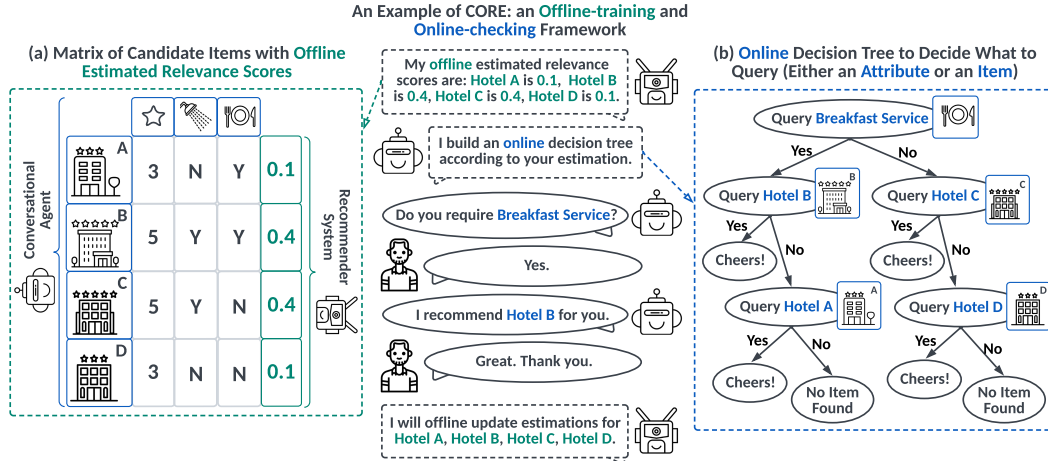 An Example of CORE: an Offline-training and
Online-checking Framework
(a) Matrix of Candidate Items with Offline
Estimated Relevance Scores
Conversational
Agent
A
3 N Y 0.1
B
5 Y Y 0.4
C
5 Y N 0.4
D
3 N N 0.1
Recommender
System
My offline estimated relevance
scores are: Hotel A is 0.1, Hotel B
is 0.4, Hotel C is 0.4, Hotel D is 0.1.
I build an online decision tree
according to your estimation.
Do you require Breakfast Service?
Yes.
I recommend Hotel B for you.
Great. Thank you.
I will offline update estimations for
Hotel A, Hotel B, Hotel C, Hotel D.
(b) Online Decision Tree to Decide What to
Query (Either an Attribute or an Item)
Query Breakfast Service
Yes
No
Query Hotel B
B
Query Hotel C
C
Yes
No
Yes
No
Cheers!
Cheers!
Query Hotel A
A
Query Hotel D
D
Yes
No
Yes
No
Cheers!
No Item
Found
Cheers!
No Item
Found